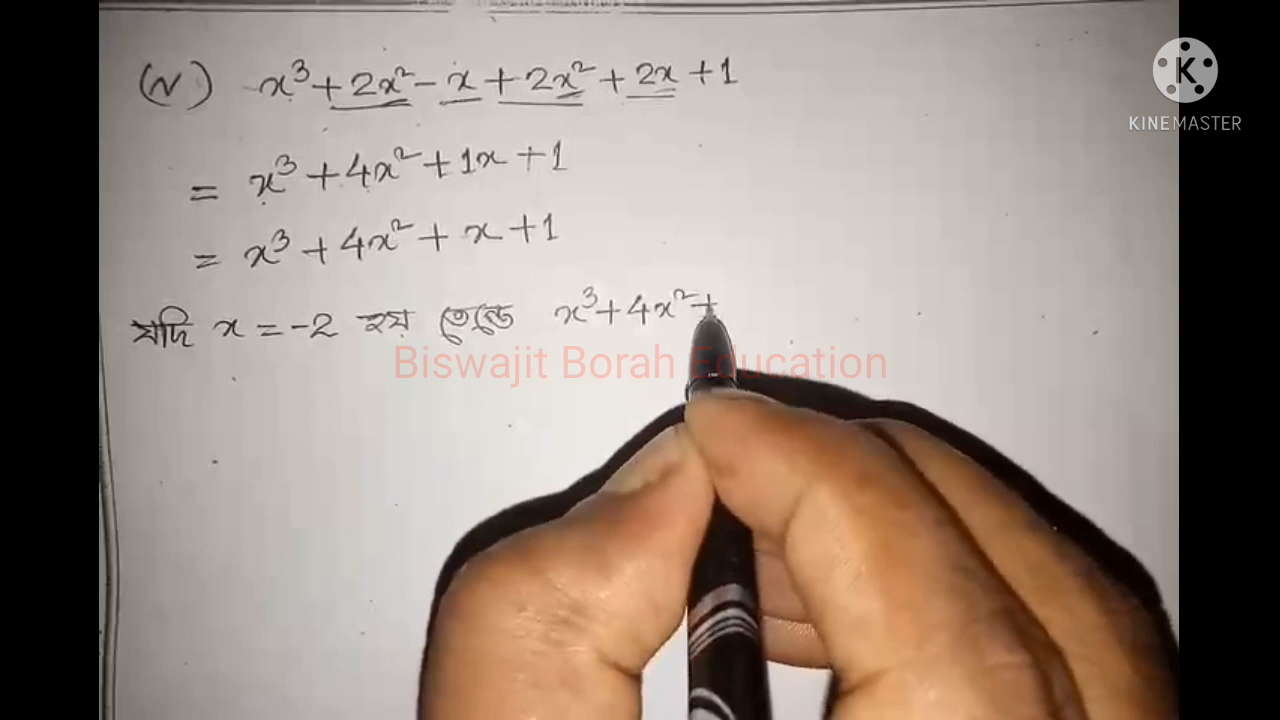 (iv) x³ + 2x² - x + 2x² + 2x + 1
= x³ + 4x² + 1x + 1
= x³ + 4x² + x + 1
যদি x = -2 হয় তেন্তে x³ + 4x² +
Biswajit Borah Education
K
KINEMASTER